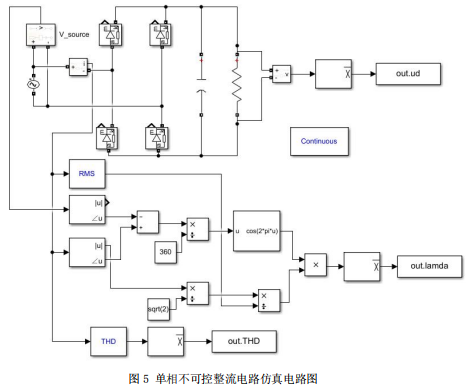 V_source
E
E
i
+
-
v
X
out.ud
E
E
Continuous
RMS
|u|
∠u
|u|
∠u
−
+
×
÷
360
u cos(2*pi*u)
×
X
out.lamda
sqrt(2)
×
÷
×
÷
THD
X
out.THD
图 5 单相不可控整流电路仿真电路图